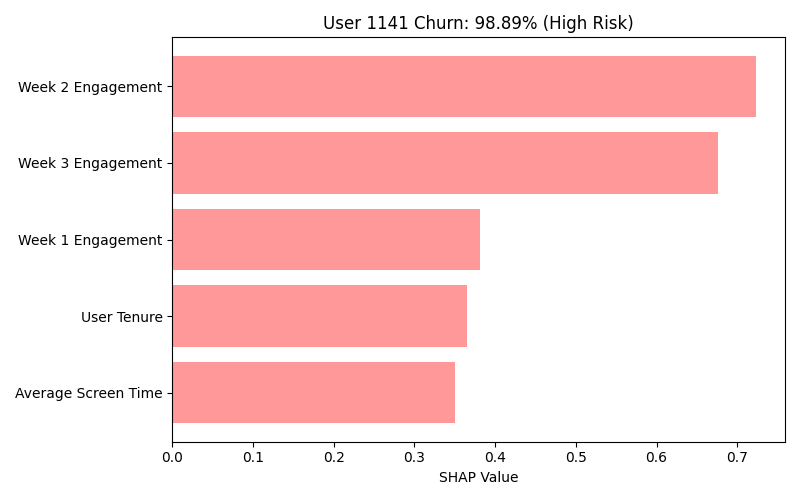 User 1141 Churn: 98.89% (High Risk)
Week 2 Engagement
Week 3 Engagement
Week 1 Engagement
User Tenure
Average Screen Time
0.0 0.1 0.2 0.3 0.4 0.5 0.6 0.7
SHAP Value